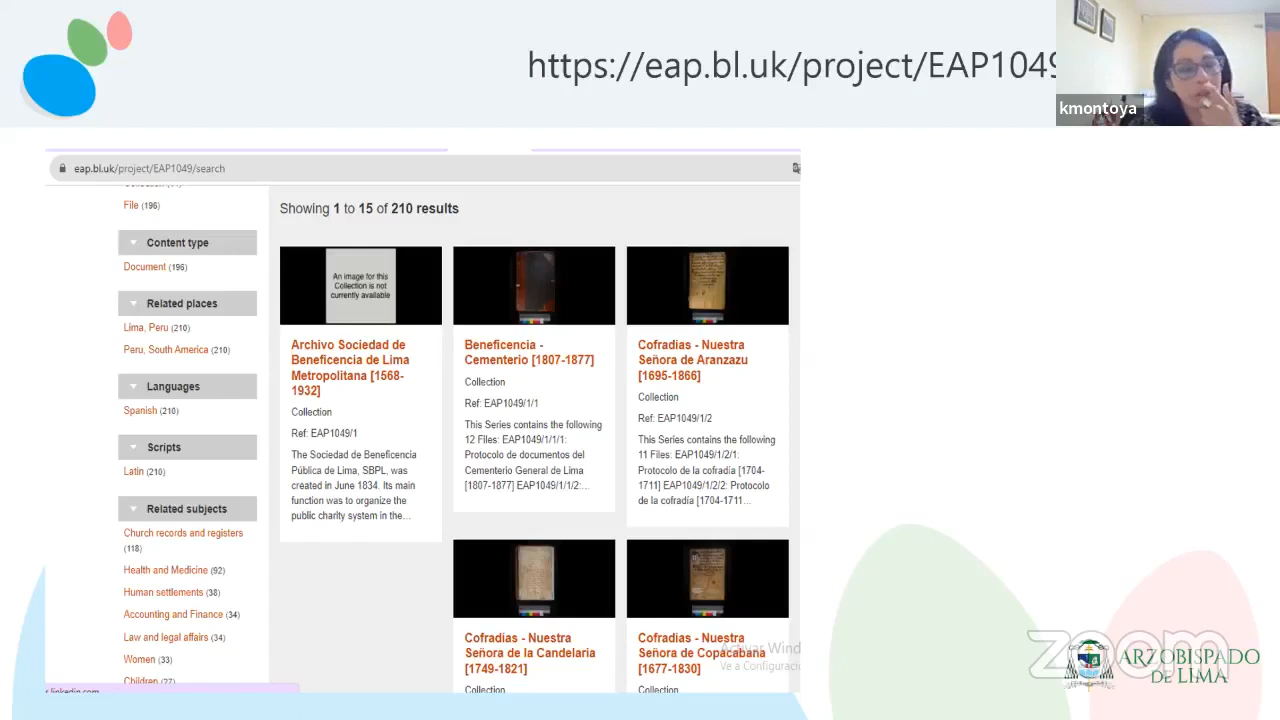 https://eap.bl.uk/project/EAP1049
kmontoya
eap.bl.uk/project/EAP1049/search
File (196)
Content type
Document (196)
Related places
Lima, Peru (210)
Peru, South America (210)
Languages
Spanish (210)
Scripts
Latin (210)
Related subjects
Church records and registers
(118)
Health and Medicine (92)
Human settlements (38)
Accounting and Finance (34)
Law and legal affairs (34)
Women (33)
Children (27)
r.linkedin.com
Showing 1 to 15 of 210 results
An image for this
Collection is not
currently available
Archivo Sociedad de
Beneficencia de Lima
Metropolitana [1568-
1932]
Collection
Ref: EAP1049/1
The Sociedad de Beneficencia
Pública de Lima, SBPL, was
created in June 1834. Its main
function was to organize the
public charity system in the...
Beneficencia -
Cementerio [1807-1877]
Collection
Ref: EAP1049/1/1
This Series contains the following
12 Files: EAP1049/1/1/1:
Protocolo de documentos del
Cementerio General de Lima
[1807-1877] EAP1049/1/1/2:...
Cofradias - Nuestra
Señora de Aranzazu
[1695-1866]
Collection
Ref: EAP1049/1/2
This Series contains the following
11 Files: EAP1049/1/2/1:
Protocolo de la cofradía [1704-
1711] EAP1049/1/2/2: Protocolo
de la cofradía [1704-1711...
Cofradias - Nuestra
Señora de la Candelaria
[1749-1821]
Collection
Cofradias - Nuestra
Señora de Copacabana
[1677-1830]
Collection
Activar Wind
Ve a Configuraci
zoom
ARZOBISPADO
DE LIMA